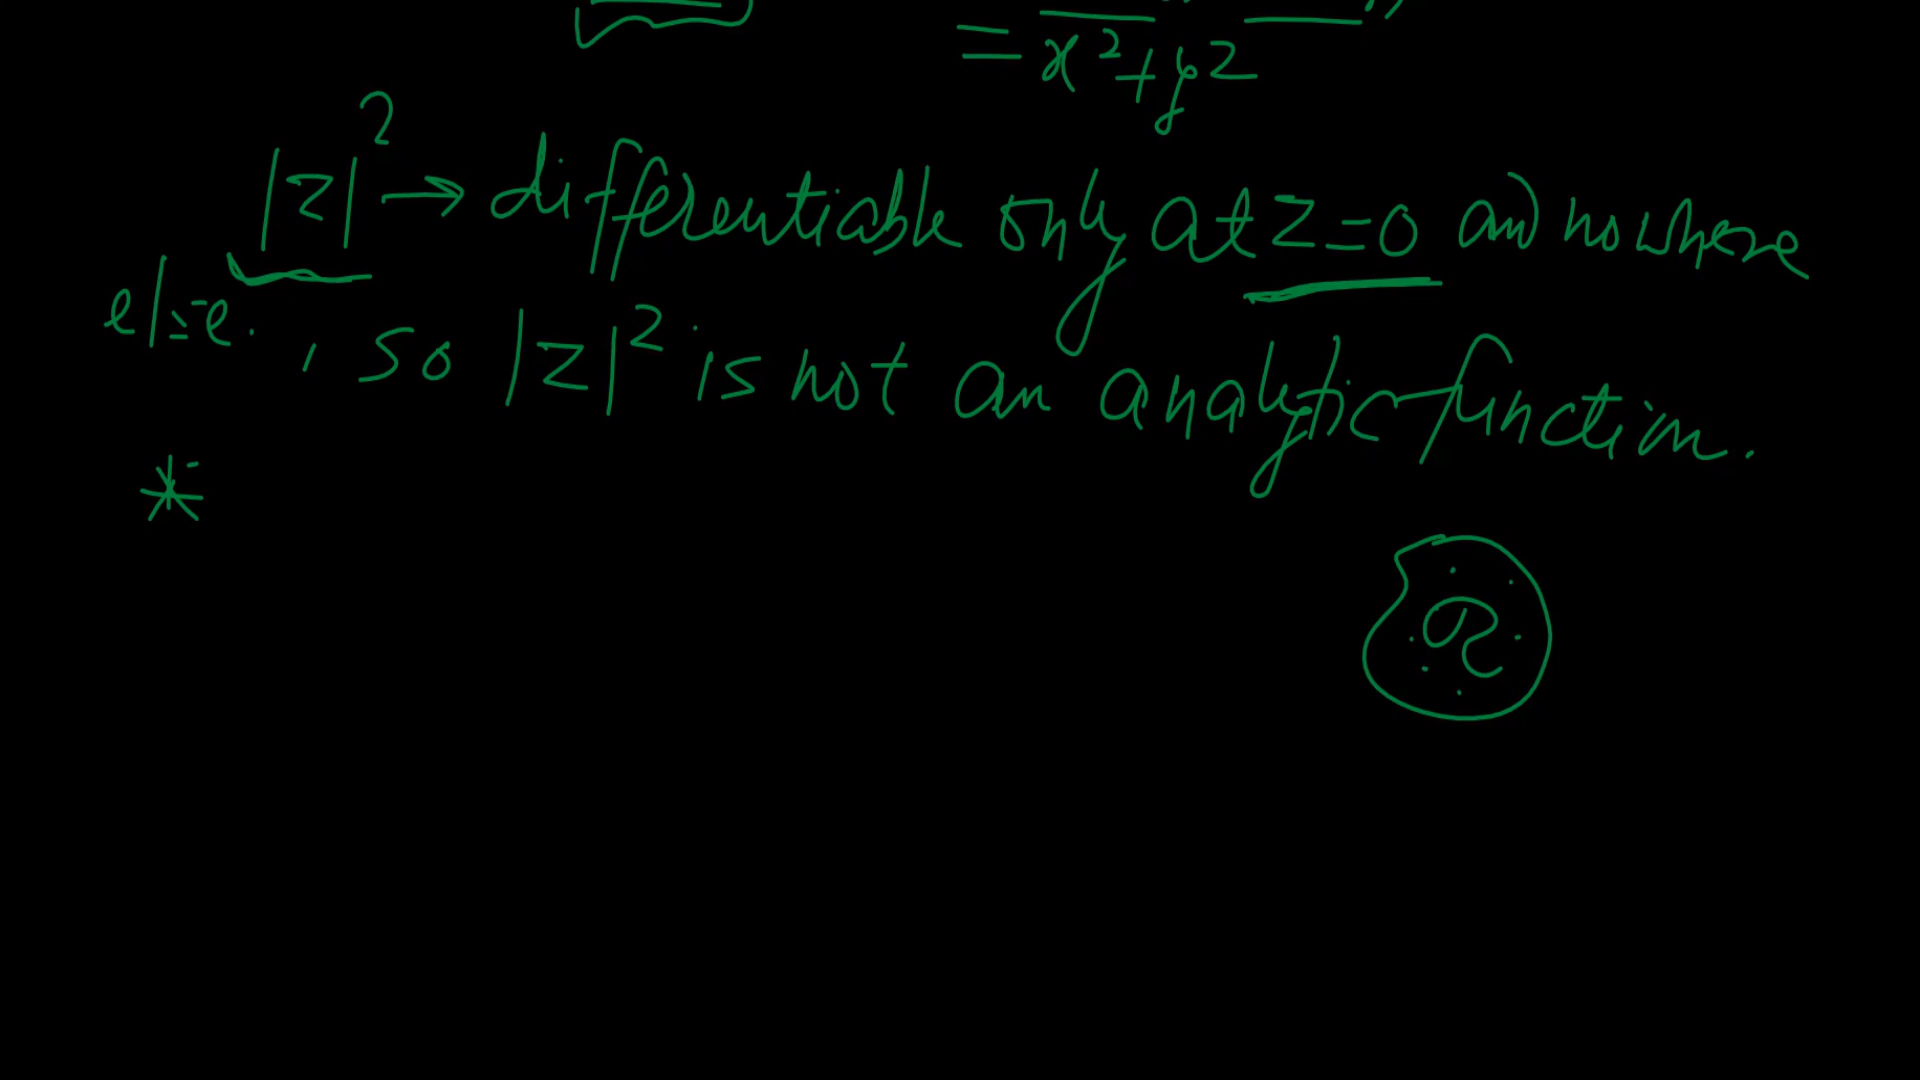 = x²+y²
|z|² → differentiable only at z=0 and nowhere
else. , so |z|² is not an analytic function.
*
R